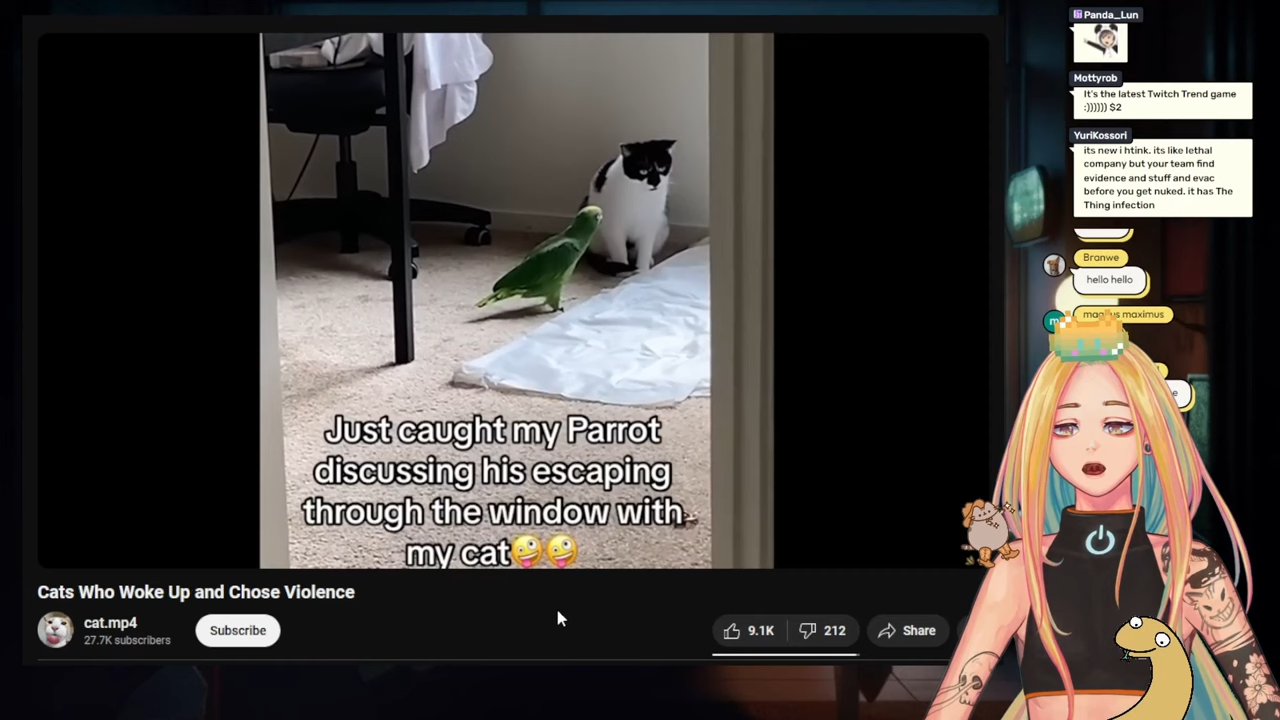 Just caught my Parrot
discussing his escaping
through the window with
my cat🤪🤪
Cats Who Woke Up and Chose Violence
cat.mp4
27.7K subscribers
Subscribe
9.1K
212
Share
Panda_Lun
Mottyrob
It's the latest Twitch Trend game
:)))))) $2
YuriKossori
its new i htink. its like lethal
company but your team find
evidence and stuff and evac
before you get nuked. it has The
Thing infection
Branwe
hello hello
maximus